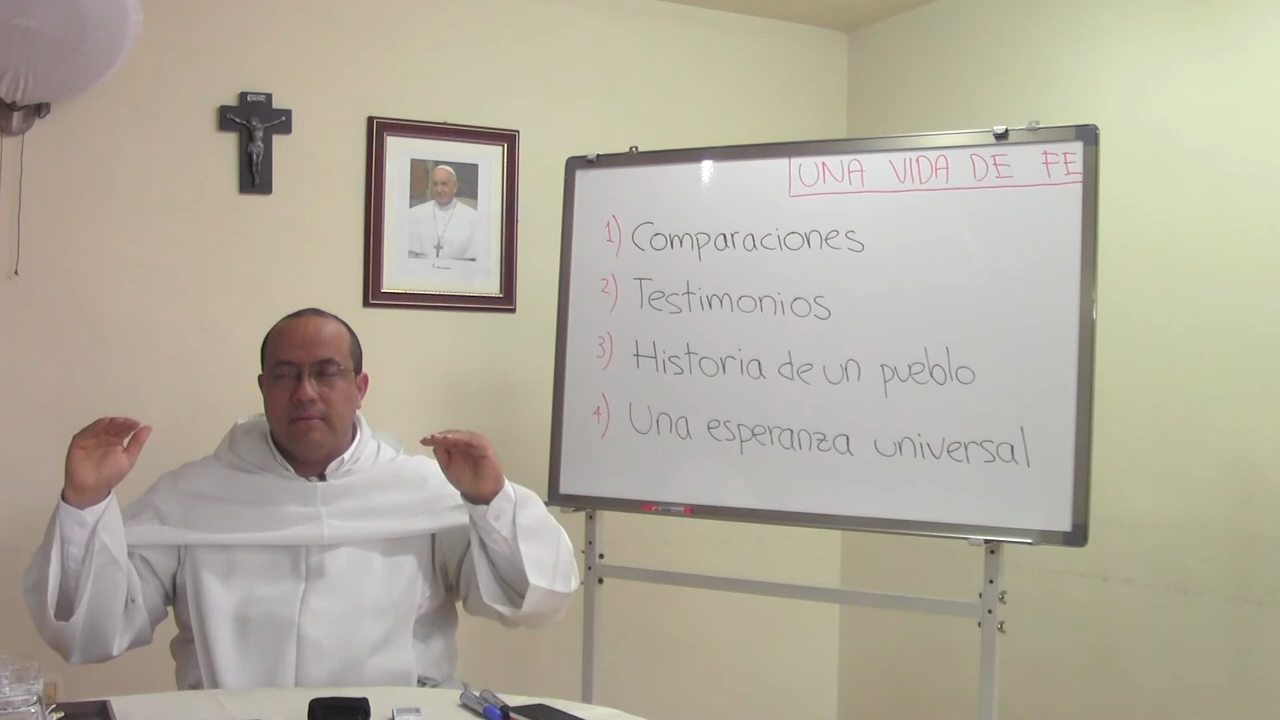 UNA VIDA DE FE
1) Comparaciones
2) Testimonios
3) Historia de un pueblo
4) Una esperanza universal